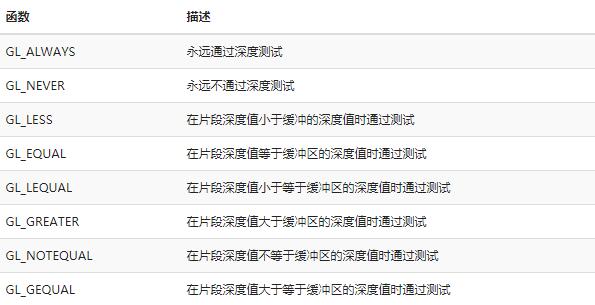 函数 描述
GL_ALWAYS 永远通过深度测试
GL_NEVER 永远不通过深度测试
GL_LESS 在片段深度值小于缓冲的深度值时通过测试
GL_EQUAL 在片段深度值等于缓冲区的深度值时通过测试
GL_LEQUAL 在片段深度值小于等于缓冲区的深度值时通过测试
GL_GREATER 在片段深度值大于缓冲区的深度值时通过测试
GL_NOTEQUAL 在片段深度值不等于缓冲区的深度值时通过测试
GL_GEQUAL 在片段深度值大于等于缓冲区的深度值时通过测试